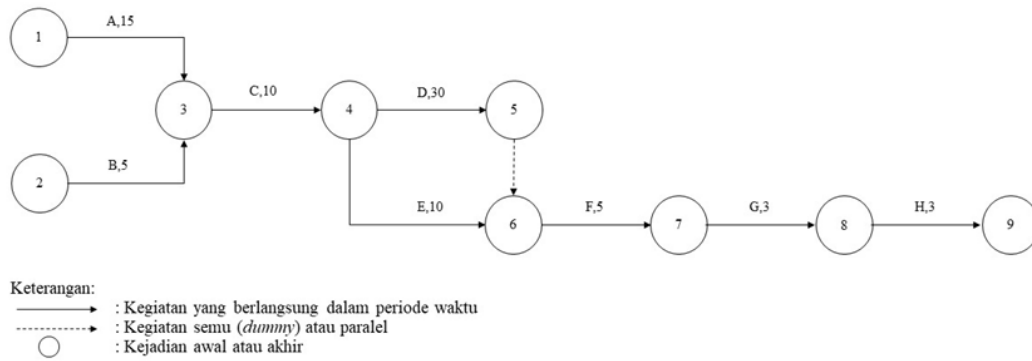 1
A,15
3
C,10
4
D,30
5
2
B,5
E,10
6
F,5
7
G,3
8
H,3
9
Keterangan:
: Kegiatan yang berlangsung dalam periode waktu
: Kegiatan semu (dummy) atau paralel
: Kejadian awal atau akhir